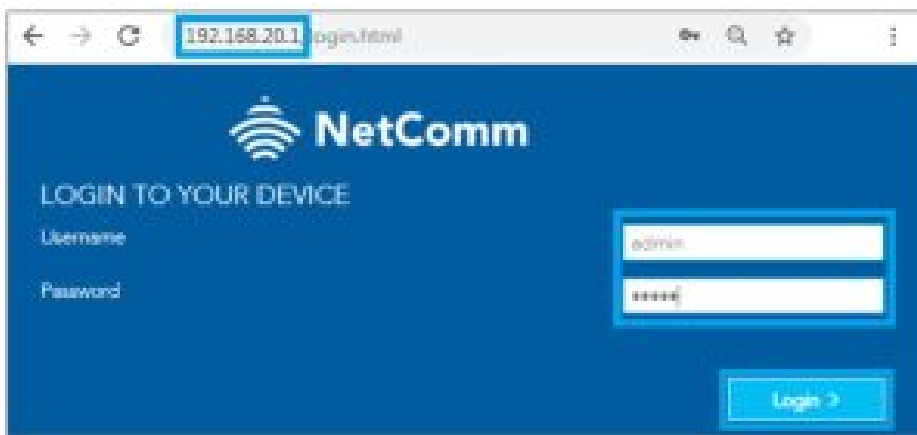 192.168.20.1/login.html
NetComm
LOGIN TO YOUR DEVICE
Username
admin
Password
*****
Login >